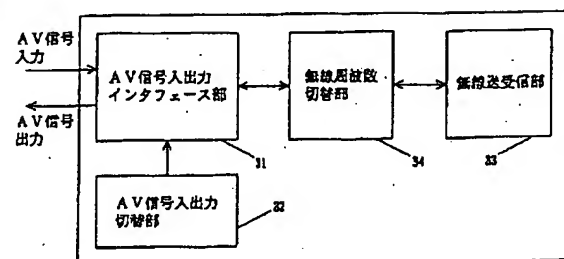 AV信号
入力
AV信号
出力
AV信号入出力
インタフェース部
31
無線周波数
切替部
34
無線送受信部
33
AV信号入出力
切替部
32